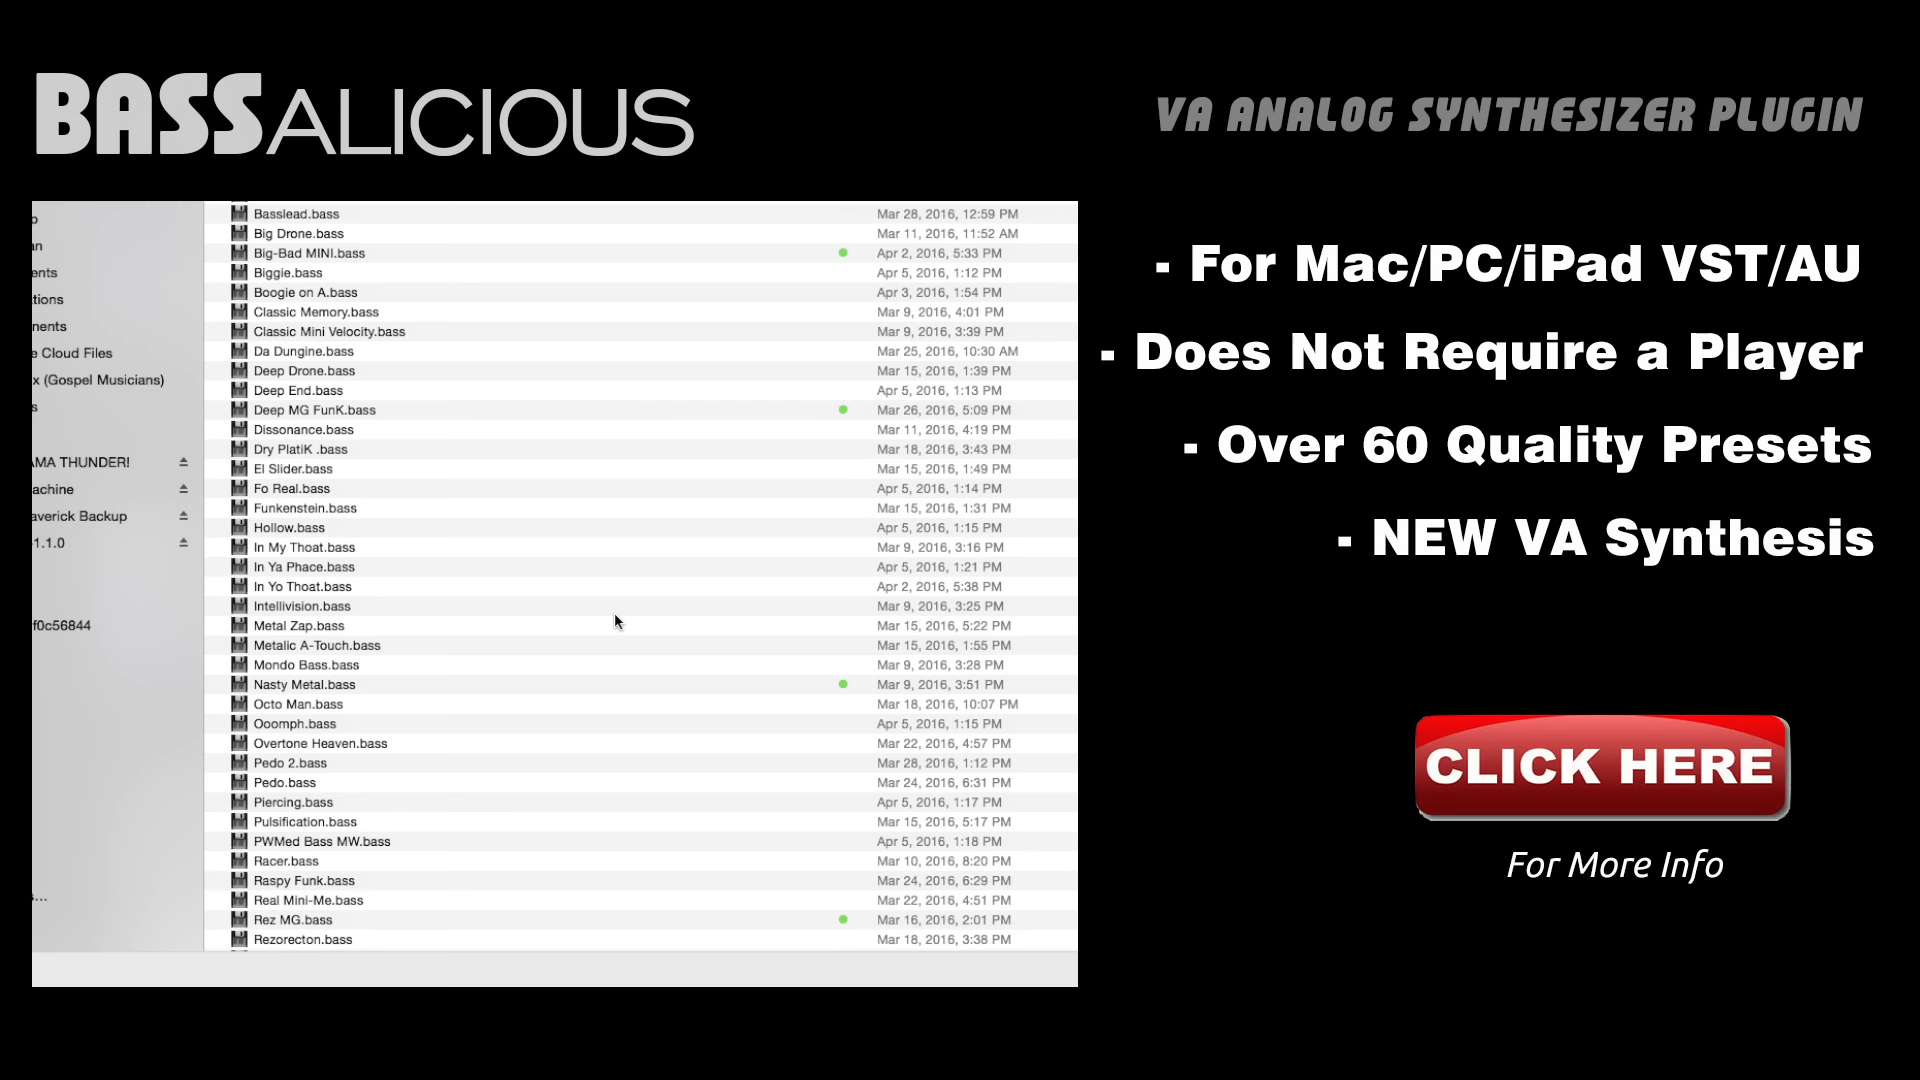 BASSALICIOUS
VA ANALOG SYNTHESIZER PLUGIN
p
an
ents
tions
nents
e Cloud Files
x (Gospel Musicians)
s
AMA THUNDER!
achine
averick Backup
-1.1.0
f0c56844
s...
Basslead.bass Mar 28, 2016, 12:59 PM
Big Drone.bass Mar 11, 2016, 11:52 AM
Big-Bad MINI.bass Apr 2, 2016, 5:33 PM
Biggie.bass Apr 5, 2016, 1:12 PM
Boogie on A.bass Apr 3, 2016, 1:54 PM
Classic Memory.bass Mar 9, 2016, 4:01 PM
Classic Mini Velocity.bass Mar 9, 2016, 3:39 PM
Da Dungine.bass Mar 25, 2016, 10:30 AM
Deep Drone.bass Mar 15, 2016, 1:39 PM
Deep End.bass Apr 5, 2016, 1:13 PM
Deep MG FunK.bass Mar 26, 2016, 5:09 PM
Dissonance.bass Mar 11, 2016, 4:19 PM
Dry PlatiK .bass Mar 18, 2016, 3:43 PM
El Slider.bass Mar 15, 2016, 1:49 PM
Fo Real.bass Apr 5, 2016, 1:14 PM
Funkenstein.bass Mar 15, 2016, 1:31 PM
Hollow.bass Apr 5, 2016, 1:15 PM
In My Thoat.bass Mar 9, 2016, 3:16 PM
In Ya Phace.bass Apr 5, 2016, 1:21 PM
In Yo Thoat.bass Apr 2, 2016, 5:38 PM
Intellivision.bass Mar 9, 2016, 3:25 PM
Metal Zap.bass Mar 15, 2016, 5:22 PM
Metalic A-Touch.bass Mar 15, 2016, 1:55 PM
Mondo Bass.bass Mar 9, 2016, 3:28 PM
Nasty Metal.bass Mar 9, 2016, 3:51 PM
Octo Man.bass Mar 18, 2016, 10:07 PM
Ooomph.bass Apr 5, 2016, 1:15 PM
Overtone Heaven.bass Mar 22, 2016, 4:57 PM
Pedo 2.bass Mar 28, 2016, 1:12 PM
Pedo.bass Mar 24, 2016, 6:31 PM
Piercing.bass Apr 5, 2016, 1:17 PM
Pulsification.bass Mar 15, 2016, 5:17 PM
PWMed Bass MW.bass Apr 5, 2016, 1:18 PM
Racer.bass Mar 10, 2016, 8:20 PM
Raspy Funk.bass Mar 24, 2016, 6:29 PM
Real Mini-Me.bass Mar 22, 2016, 4:51 PM
Rez MG.bass Mar 16, 2016, 2:01 PM
Rezorecton.bass Mar 18, 2016, 3:38 PM
- For Mac/PC/iPad VST/AU
- Does Not Require a Player
- Over 60 Quality Presets
- NEW VA Synthesis
CLICK HERE
For More Info